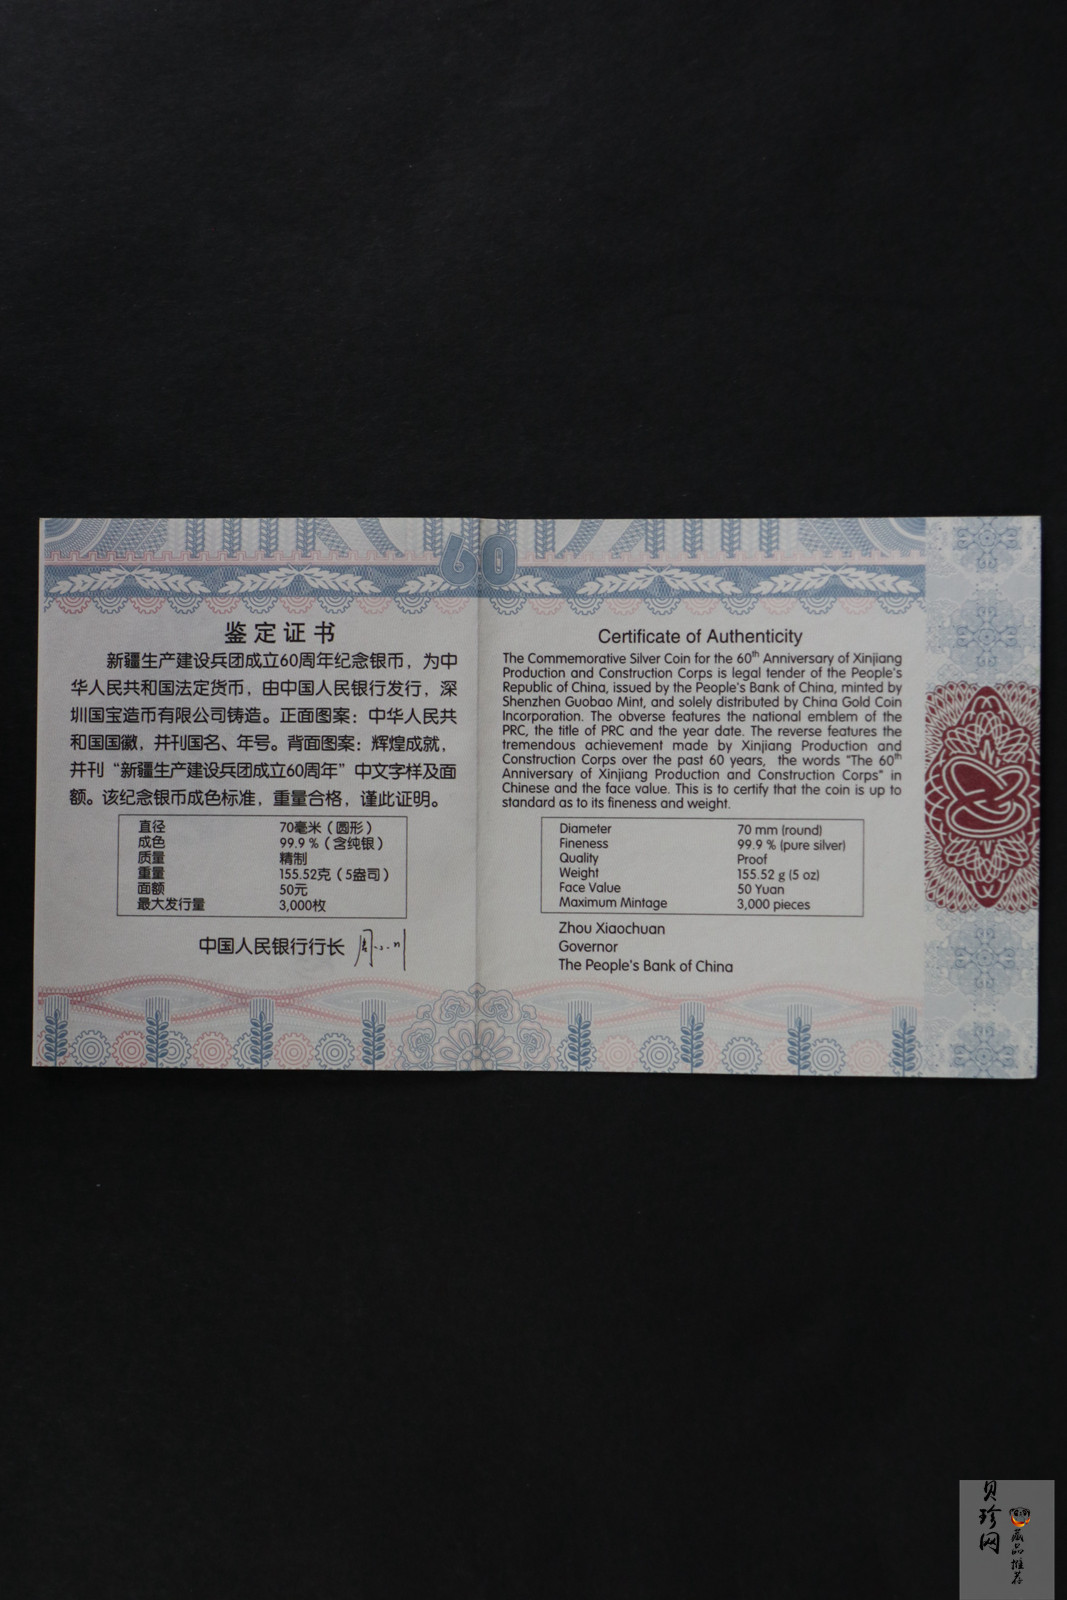 60
鉴定证书
新疆生产建设兵团成立60周年纪念银币，为中
华人民共和国法定货币，由中国人民银行发行，深
圳国宝造币有限公司铸造。正面图案：中华人民共
和国国徽，并刊国名、年号。背面图案：辉煌成就，
并刊“新疆生产建设兵团成立60周年”中文字样及面
额。该纪念银币成色标准，重量合格，谨此证明。
直径 70毫米（圆形）
成色 99.9％（含纯银）
质量 精制
重量 155.52克（5盎司）
面额 50元
最大发行量 3,000枚
中国人民银行行长
Certificate of Authenticity
The Commemorative Silver Coin for the 60th Anniversary of Xinjiang
Production and Construction Corps is legal tender of the People's
Republic of China, issued by the People's Bank of China, minted by
Shenzhen Guobao Mint, and solely distributed by China Gold Coin
Incorporation. The obverse features the national emblem of the
PRC, the title of PRC and the year date. The reverse features the
tremendous achievement made by Xinjiang Production and
Construction Corps over the past 60 years, the words "The 60th
Anniversary of Xinjiang Production and Construction Corps" in
Chinese and the face value. This is to certify that the coin is up to
standard as to its fineness and weight.
Diameter 70 mm (round)
Fineness 99.9 % (pure silver)
Quality Proof
Weight 155.52 g (5 oz)
Face Value 50 Yuan
Maximum Mintage 3,000 pieces
Zhou Xiaochuan
Governor
The People's Bank of China
贝珍网
藏品推荐